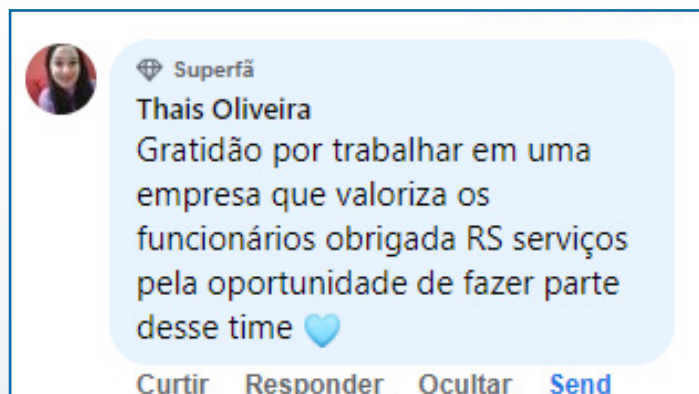 Superfã
Thais Oliveira
Gratidão por trabalhar em uma
empresa que valoriza os
funcionários obrigada RS serviços
pela oportunidade de fazer parte
desse time 🩵
Curtir Responder Ocultar Send